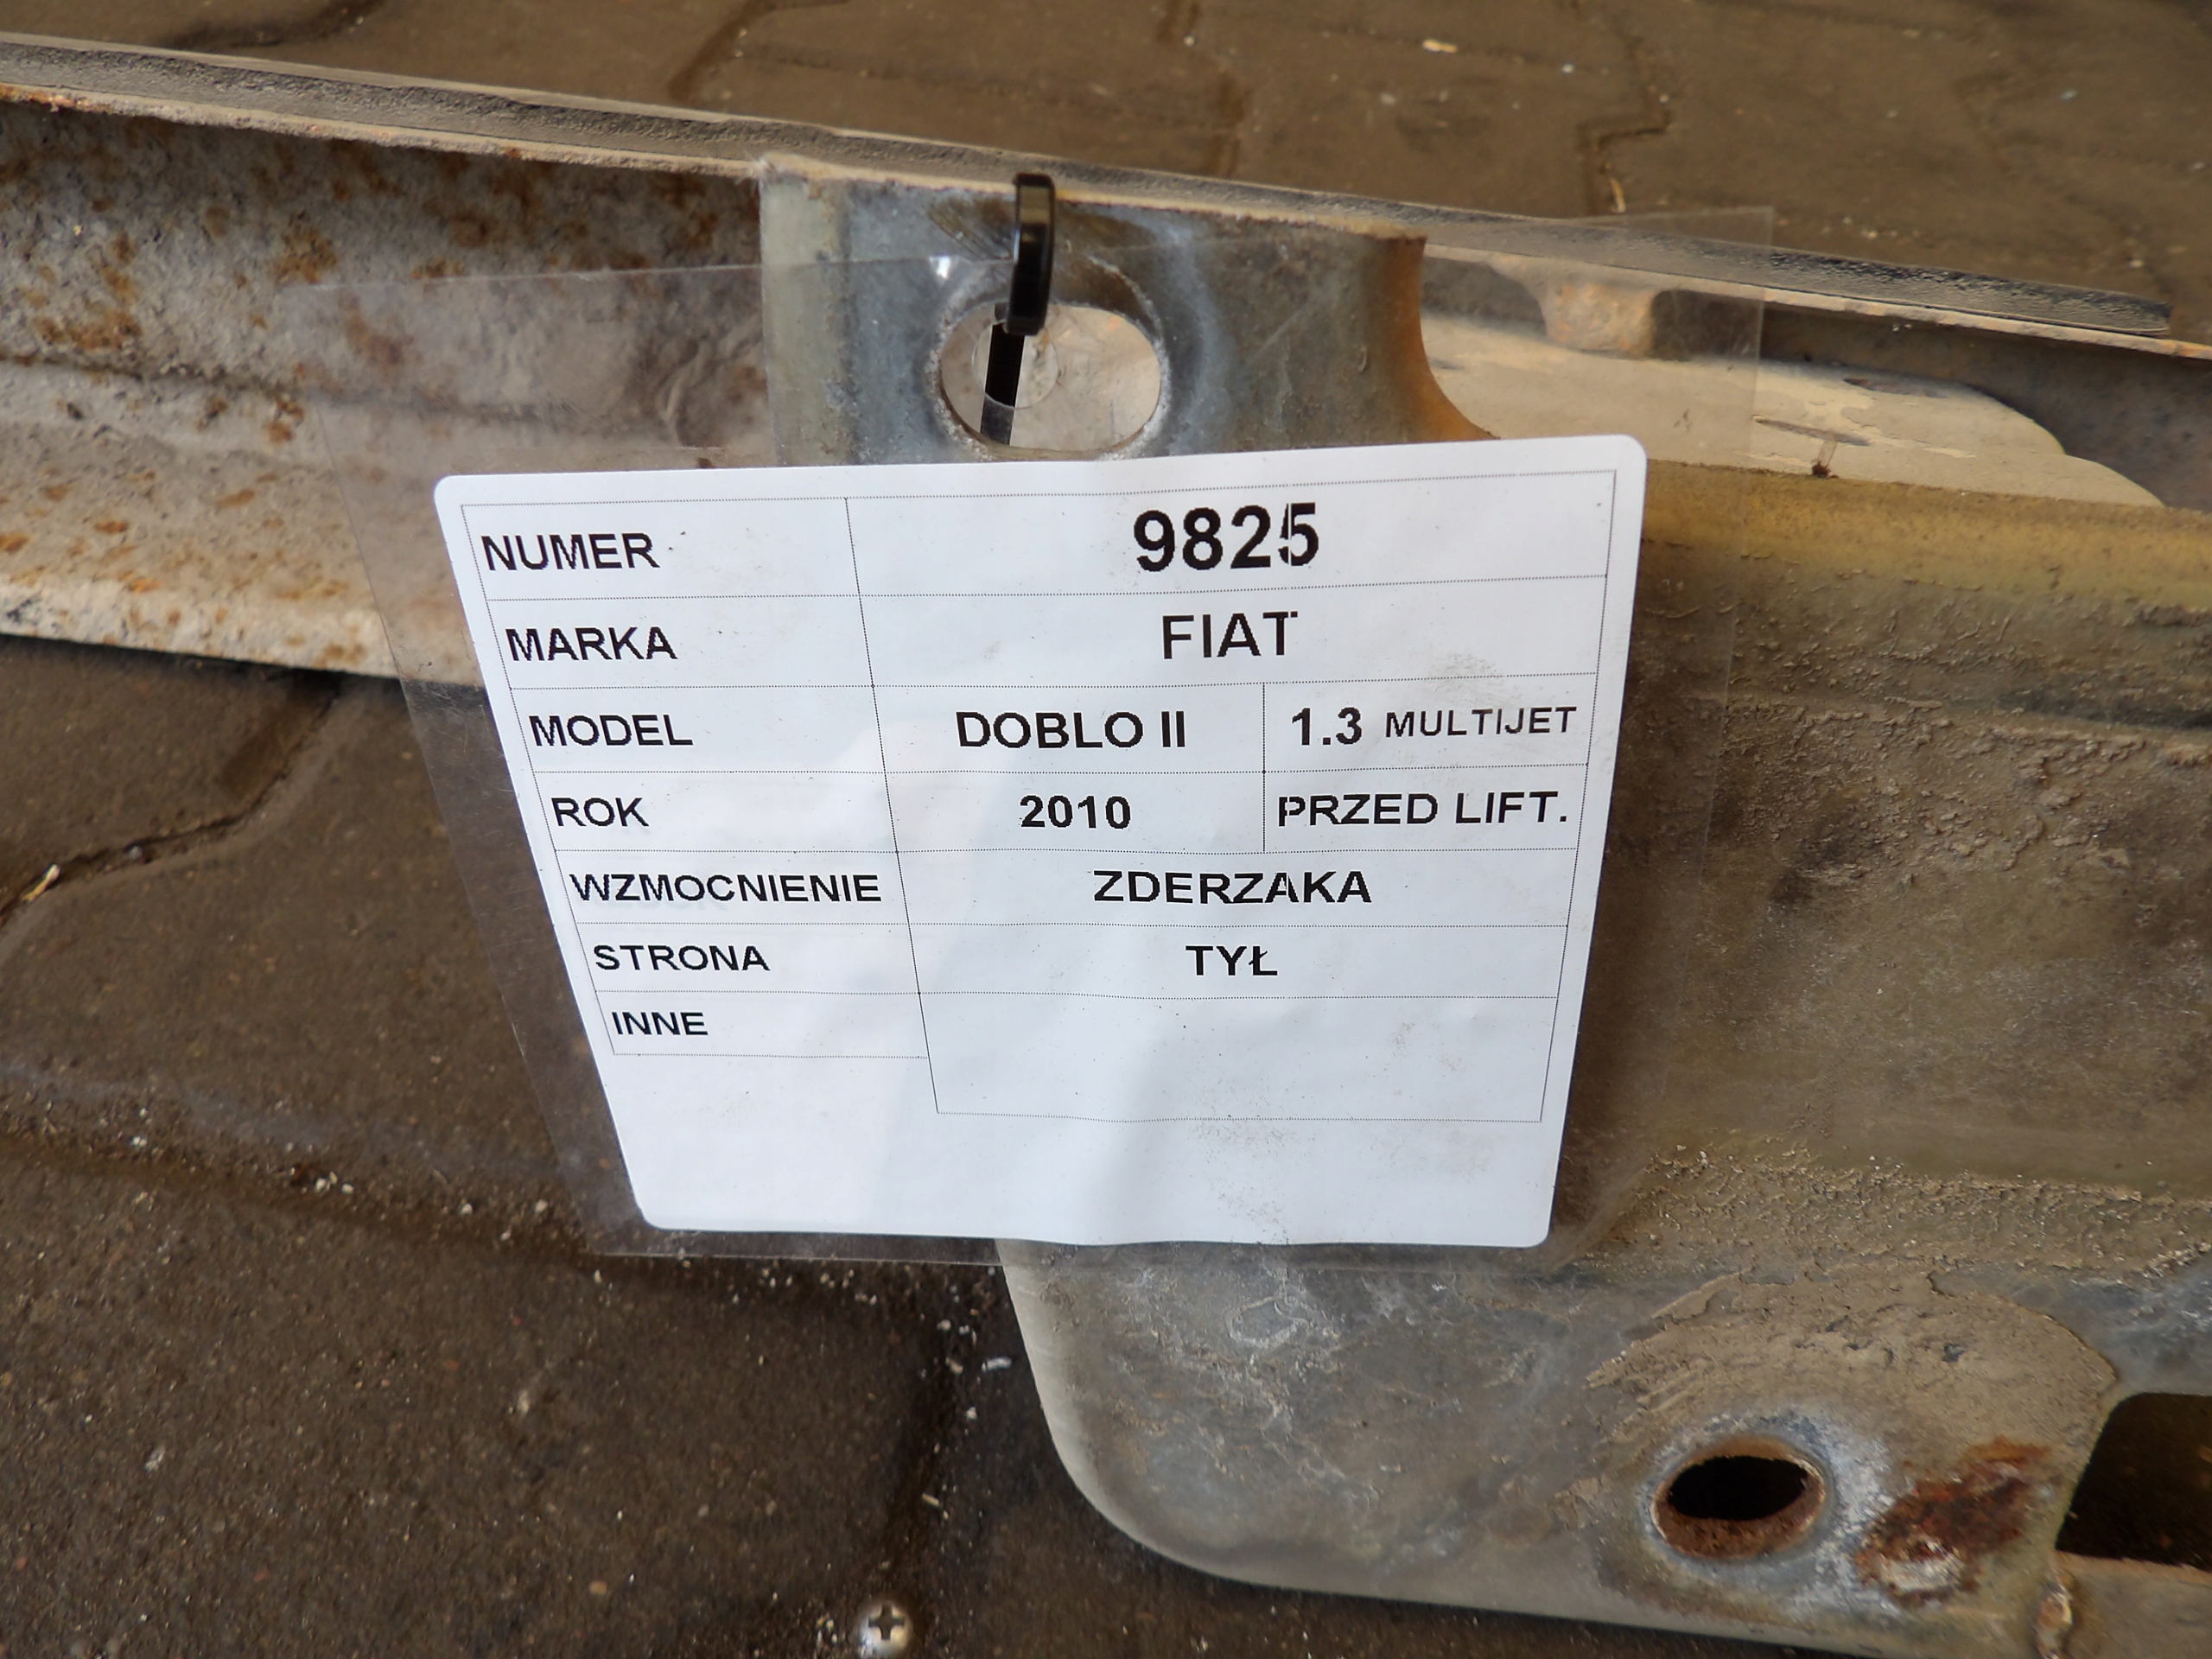 NUMER 9825
MARKA FIAT
MODEL DOBLO II 1.3 MULTIJET
ROK 2010 PRZED LIFT.
WZMOCNIENIE ZDERZAKA
STRONA TYŁ
INNE